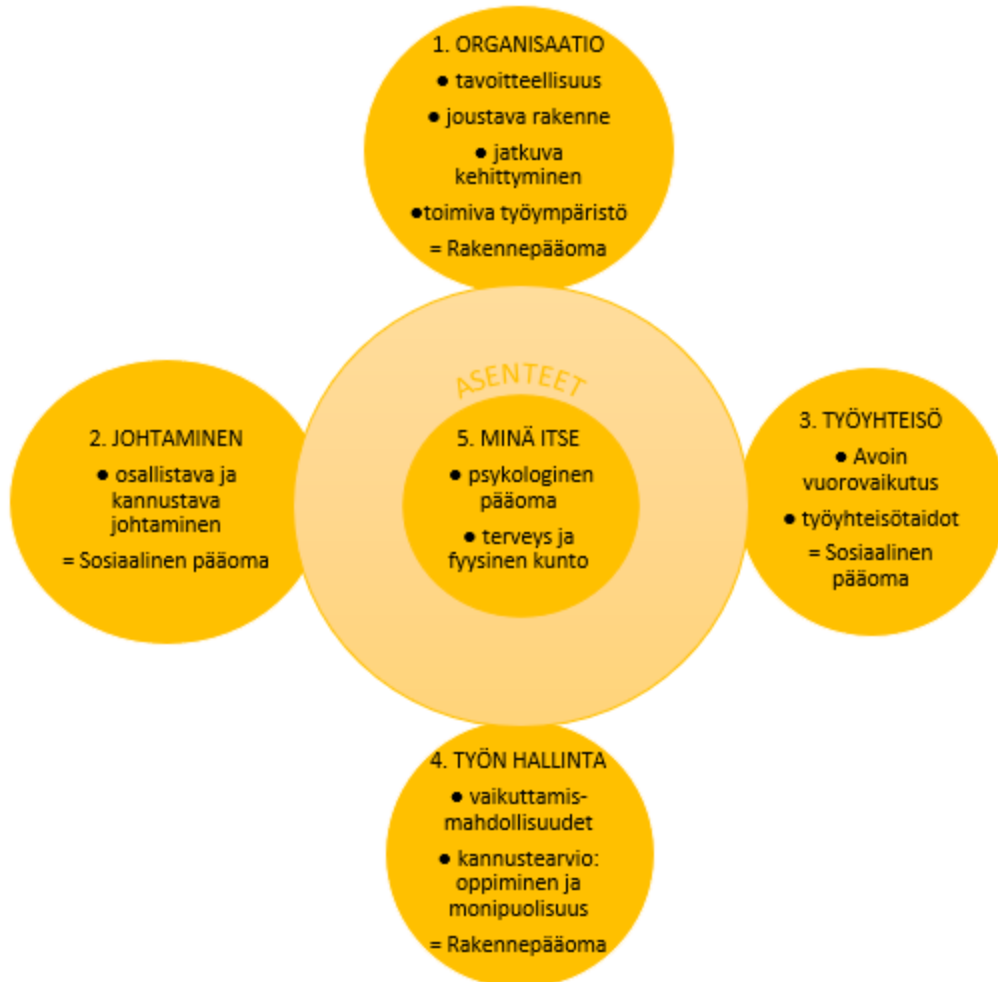 1. ORGANISAATIO
● tavoitteellisuus
● joustava rakenne
● jatkuva
kehittyminen
●toimiva työympäristö
= Rakennepääoma
ASENTEET
2. JOHTAMINEN
● osallistava ja
kannustava
johtaminen
= Sosiaalinen pääoma
5. MINÄ ITSE
● psykologinen
pääoma
● terveys ja
fyysinen kunto
3. TYÖYHTEISÖ
● Avoin
vuorovaikutus
● työyhteisötaidot
= Sosiaalinen
pääoma
4. TYÖN HALLINTA
● vaikuttamis-
mahdollisuudet
● kannustearvio:
oppiminen ja
monipuolisuus
= Rakennepääoma